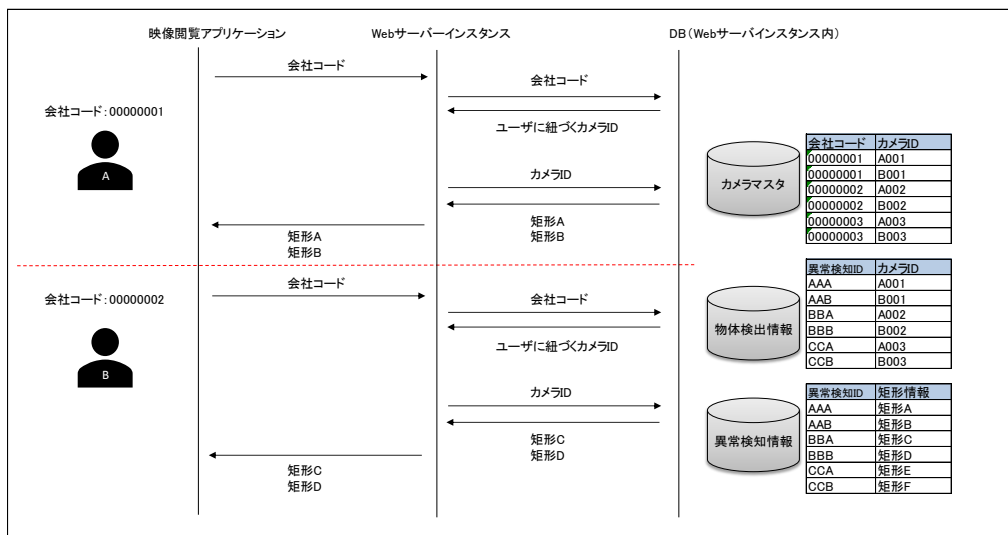 映像閲覧アプリケーション
Webサーバーインスタンス
DB（Webサーバインスタンス内）
会社コード：00000001
A
会社コード
会社コード
ユーザに紐づくカメラID
カメラID
矩形A
矩形B
矩形A
矩形B
カメラマスタ
会社コード カメラID
00000001 A001
00000001 B001
00000002 A002
00000002 B002
00000003 A003
00000003 B003
会社コード：00000002
B
会社コード
会社コード
ユーザに紐づくカメラID
カメラID
矩形C
矩形D
矩形C
矩形D
物体検出情報
異常検知ID カメラID
AAA A001
AAB B001
BBA A002
BBB B002
CCA A003
CCB B003
異常検知情報
異常検知ID 矩形情報
AAA 矩形A
AAB 矩形B
BBA 矩形C
BBB 矩形D
CCA 矩形E
CCB 矩形F